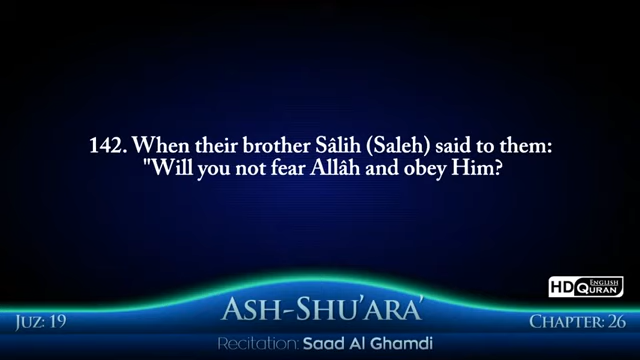 142. When their brother Sâlih (Saleh) said to them:
"Will you not fear Allâh and obey Him?
HD ENGLISH QURAN
ASH-SHU'ARA'
JUZ: 19
CHAPTER: 26
Recitation: Saad Al Ghamdi